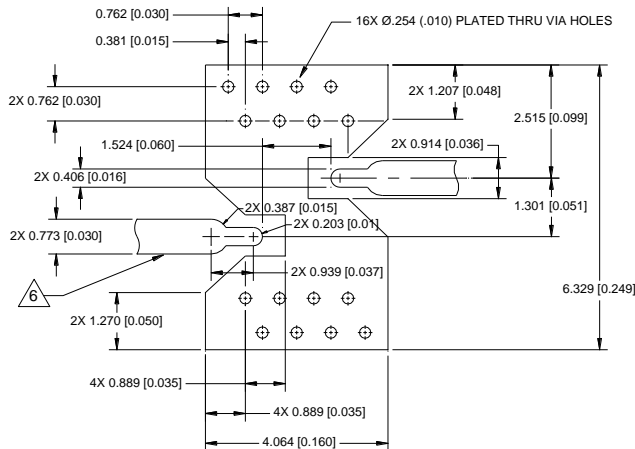 0.762 [0.030]
16X Ø.254 (.010) PLATED THRU VIA HOLES
0.381 [0.015]
2X 0.762 [0.030]
2X 1.207 [0.048]
2.515 [0.099]
1.524 [0.060]
2X 0.914 [0.036]
2X 0.406 [0.016]
1.301 [0.051]
2X 0.387 [0.015]
2X 0.203 [0.01]
2X 0.773 [0.030]
2X 0.939 [0.037]
6
6.329 [0.249]
2X 1.270 [0.050]
4X 0.889 [0.035]
4X 0.889 [0.035]
4.064 [0.160]